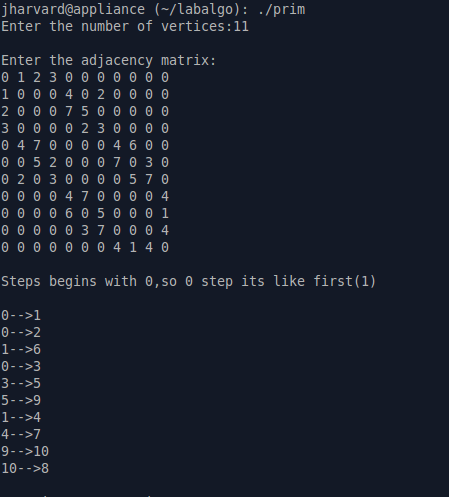 jharvard@appliance (~/labalgo): ./prim
Enter the number of vertices:11
Enter the adjacency matrix:
0 1 2 3 0 0 0 0 0 0 0
1 0 0 0 4 0 2 0 0 0 0
2 0 0 0 7 5 0 0 0 0 0
3 0 0 0 0 2 3 0 0 0 0
0 4 7 0 0 0 0 4 6 0 0
0 0 5 2 0 0 0 7 0 3 0
0 2 0 3 0 0 0 0 5 7 0
0 0 0 0 4 7 0 0 0 0 4
0 0 0 0 6 0 5 0 0 0 1
0 0 0 0 0 3 7 0 0 0 4
0 0 0 0 0 0 0 4 1 4 0
Steps begins with 0,so 0 step its like first(1)
0-->1
0-->2
1-->6
0-->3
3-->5
5-->9
1-->4
4-->7
9-->10
10-->8